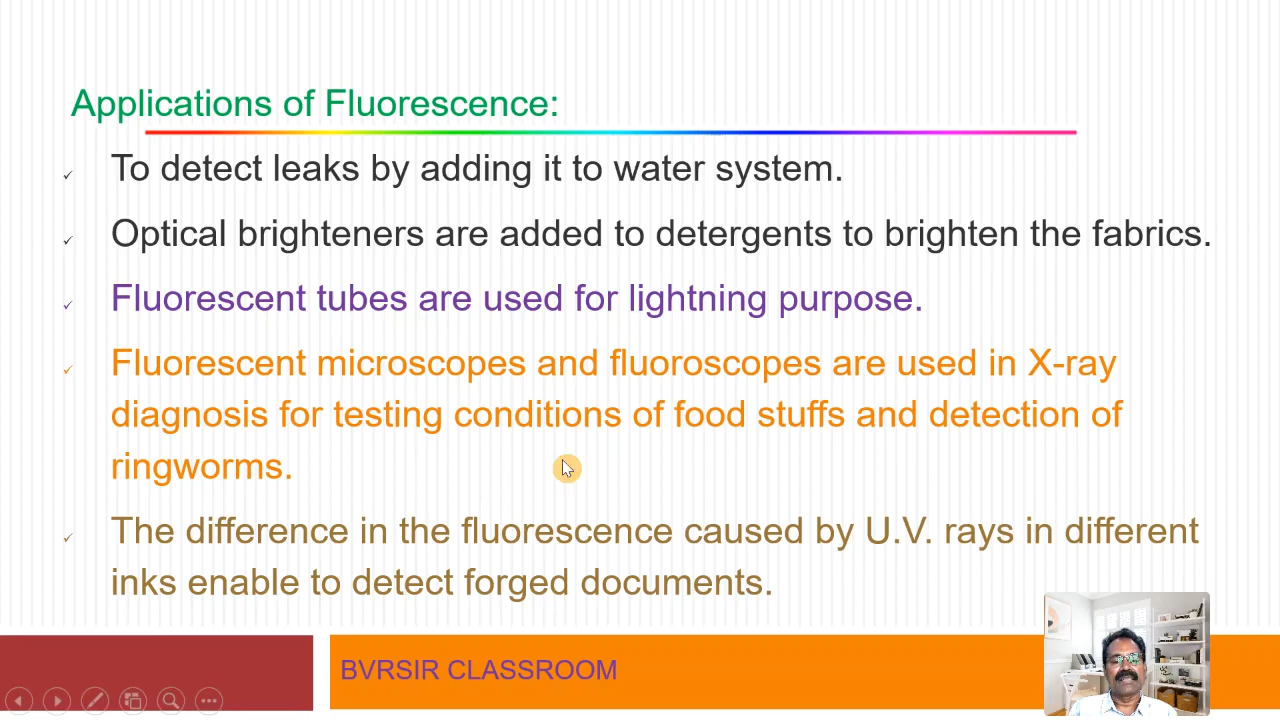 Applications of Fluorescence:
To detect leaks by adding it to water system.
Optical brighteners are added to detergents to brighten the fabrics.
Fluorescent tubes are used for lightning purpose.
Fluorescent microscopes and fluoroscopes are used in X-ray
diagnosis for testing conditions of food stuffs and detection of
ringworms.
The difference in the fluorescence caused by U.V. rays in different
inks enable to detect forged documents.
BVRSIR CLASSROOM